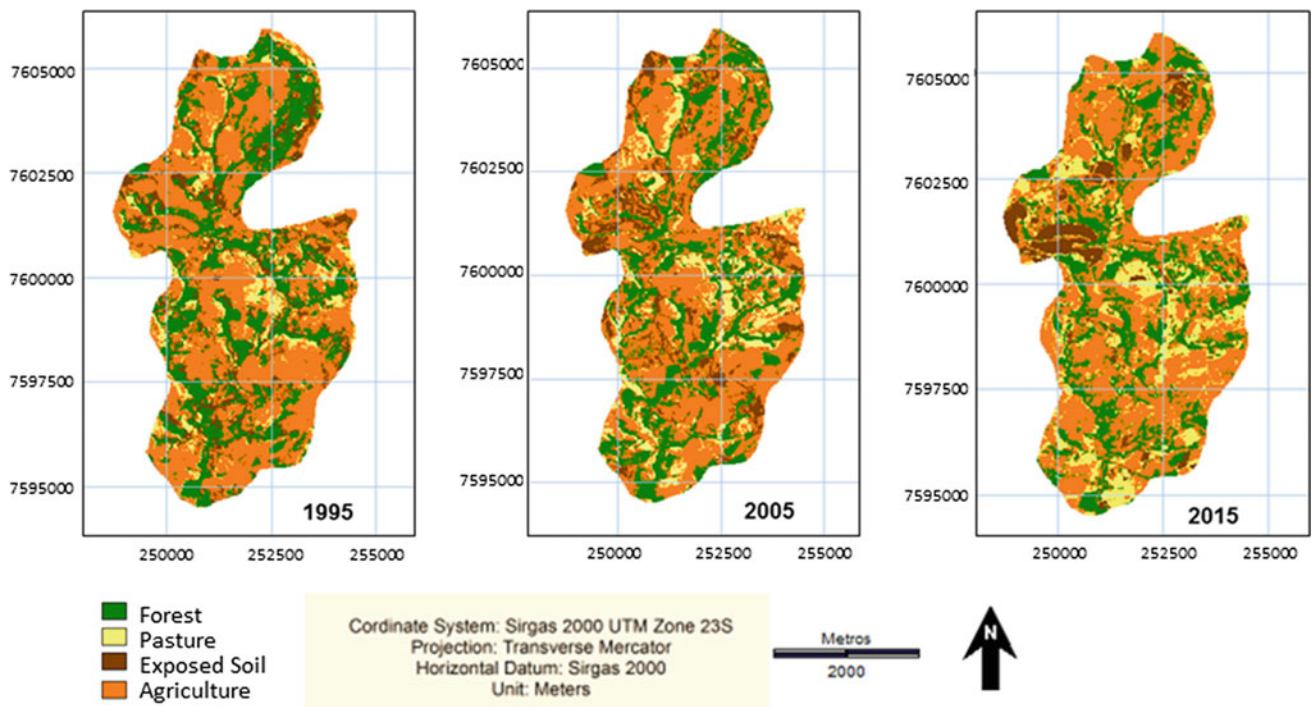 7605000
7602500
7600000
7597500
7595000
1995
250000 252500 255000
7605000
7602500
7600000
7597500
7595000
2005
250000 252500 255000
7605000
7602500
7600000
7597500
7595000
2015
250000 252500 255000
Forest
Pasture
Exposed Soil
Agriculture
Cordinate System: Sirgas 2000 UTM Zone 23S
Projection: Transverse Mercator
Horizontal Datum: Sirgas 2000
Unit: Meters
Metros
2000
N